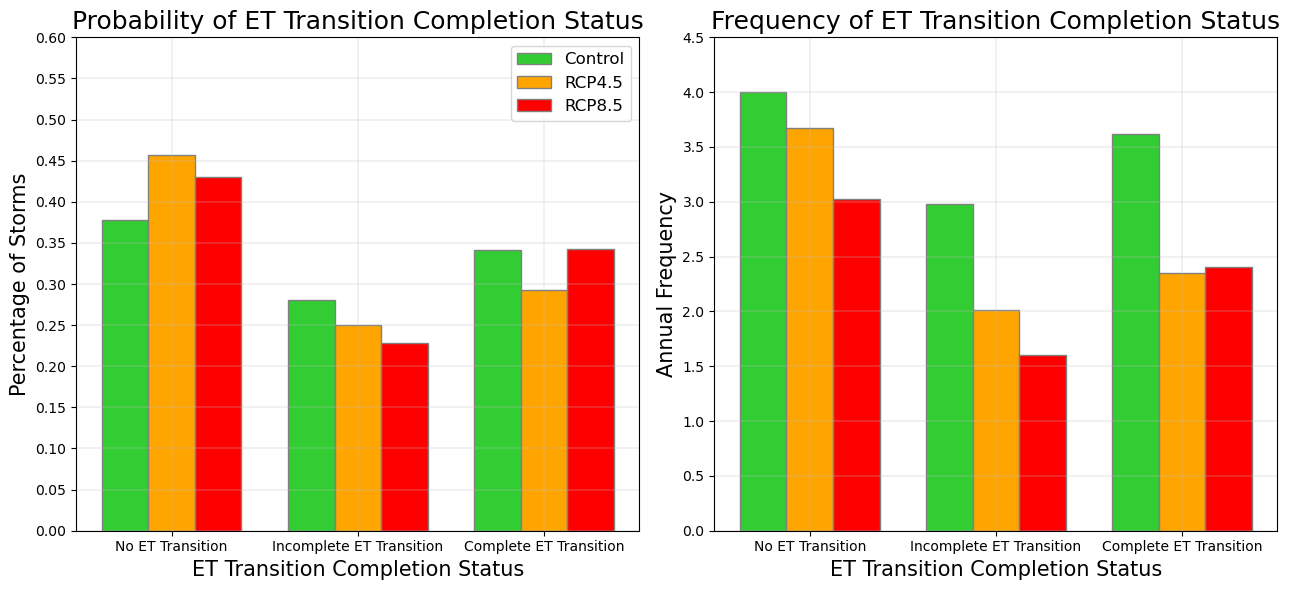 Probability of ET Transition Completion Status
Percentage of Storms
0.60
0.55
0.50
0.45
0.40
0.35
0.30
0.25
0.20
0.15
0.10
0.05
0.00
Control
RCP4.5
RCP8.5
No ET Transition
Incomplete ET Transition
Complete ET Transition
ET Transition Completion Status
Frequency of ET Transition Completion Status
Annual Frequency
4.5
4.0
3.5
3.0
2.5
2.0
1.5
1.0
0.5
0.0
No ET Transition
Incomplete ET Transition
Complete ET Transition
ET Transition Completion Status